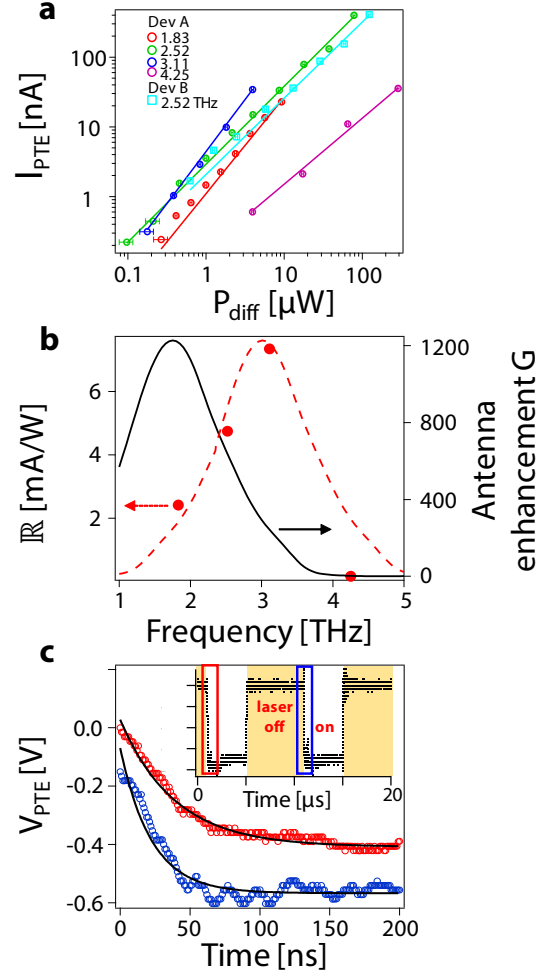 a
Dev A
1.83
2.52
3.11
4.25
Dev B
2.52 THz
100
10
1
I_PTE [nA]
0.1 1 10 100
P_diff [μW]
b
6
4
2
ℝ [mA/W]
1200
800
400
0
Antenna
enhancement G
1 2 3 4 5
Frequency [THz]
c
0.0
-0.2
-0.4
-0.6
V_PTE [V]
laser
off on
0 20
Time [μs]
0 50 100 150 200
Time [ns]